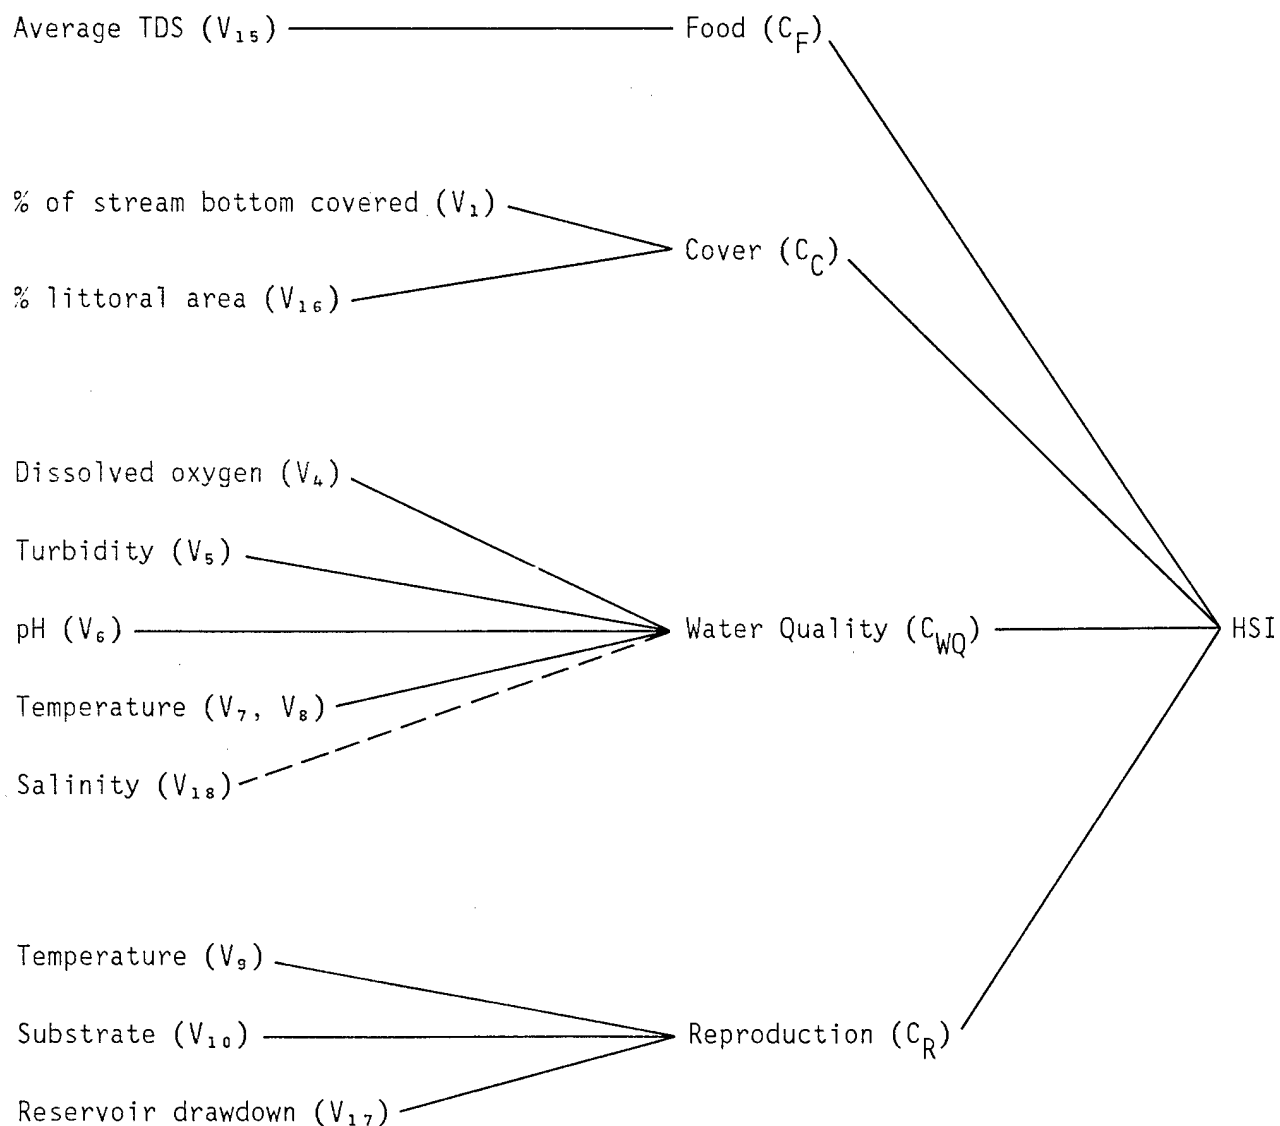 Average TDS (V₁₅) Food (C_F)
% of stream bottom covered (V₁)
Cover (C_C)
% littoral area (V₁₆)
Dissolved oxygen (V₄)
Turbidity (V₅)
pH (V₆) Water Quality (C_WQ) HSI
Temperature (V₇, V₈)
Salinity (V₁₈)
Temperature (V₉)
Substrate (V₁₀) Reproduction (C_R)
Reservoir drawdown (V₁₇)